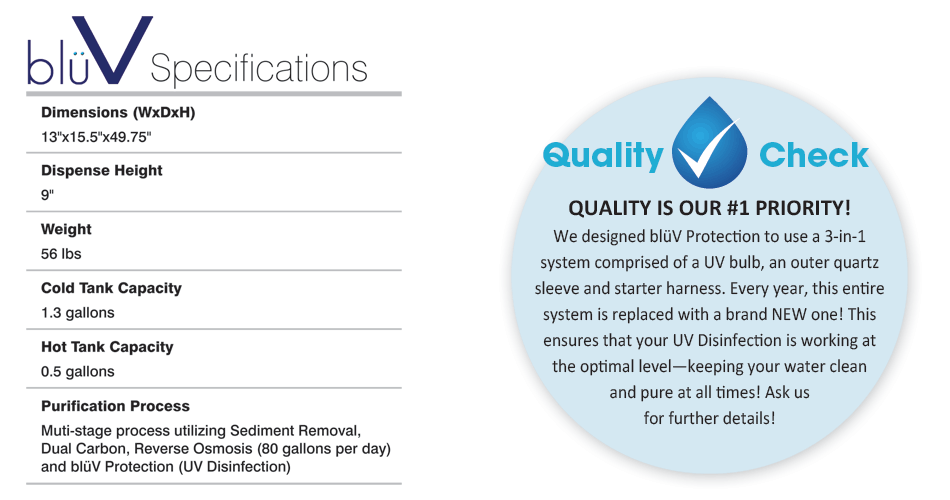 blüV Specifications
Dimensions (WxDxH)
13"x15.5"x49.75"
Dispense Height
9"
Weight
56 lbs
Cold Tank Capacity
1.3 gallons
Hot Tank Capacity
0.5 gallons
Purification Process
Muti-stage process utilizing Sediment Removal,
Dual Carbon, Reverse Osmosis (80 gallons per day)
and blüV Protection (UV Disinfection)
Quality Check
QUALITY IS OUR #1 PRIORITY!
We designed blüV Protection to use a 3-in-1
system comprised of a UV bulb, an outer quartz
sleeve and starter harness. Every year, this entire
system is replaced with a brand NEW one! This
ensures that your UV Disinfection is working at
the optimal level—keeping your water clean
and pure at all times! Ask us
for further details!